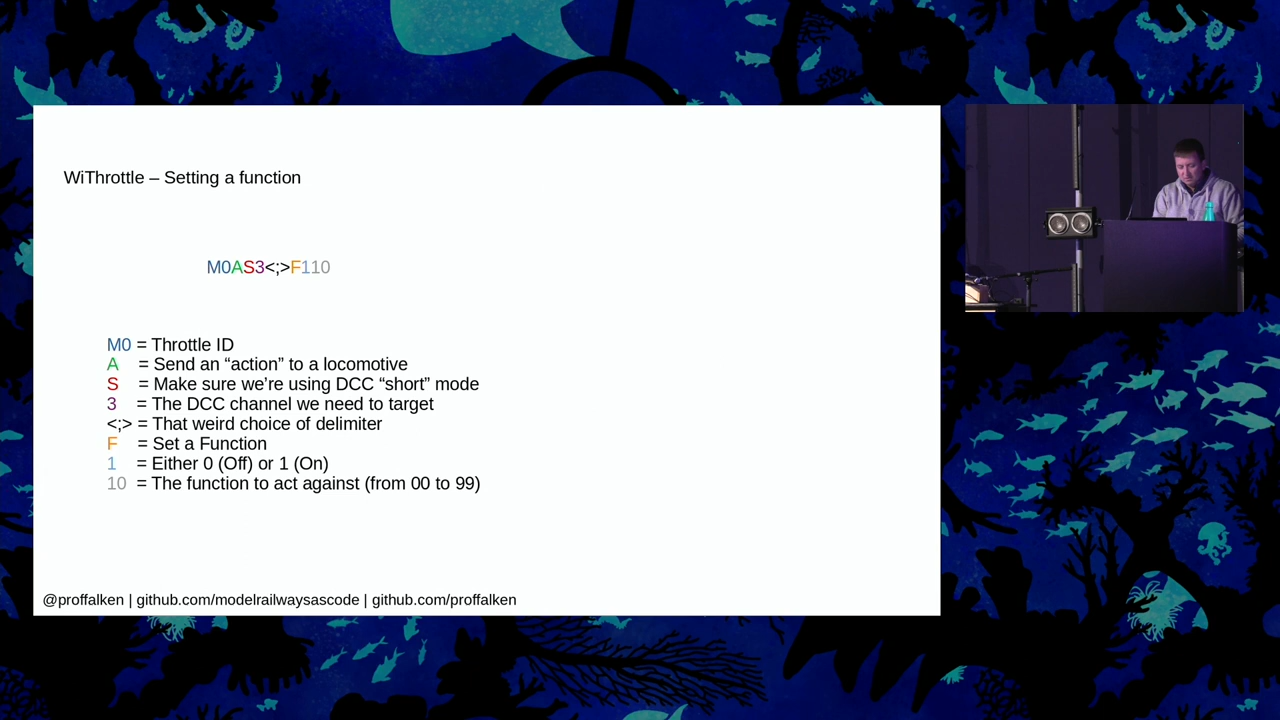 WiThrottle – Setting a function
M0AS3<;>F110
M0 = Throttle ID
A = Send an “action” to a locomotive
S = Make sure we’re using DCC “short” mode
3 = The DCC channel we need to target
<;> = That weird choice of delimiter
F = Set a Function
1 = Either 0 (Off) or 1 (On)
10 = The function to act against (from 00 to 99)
@proffalken | github.com/modelrailwaysascode | github.com/proffalken